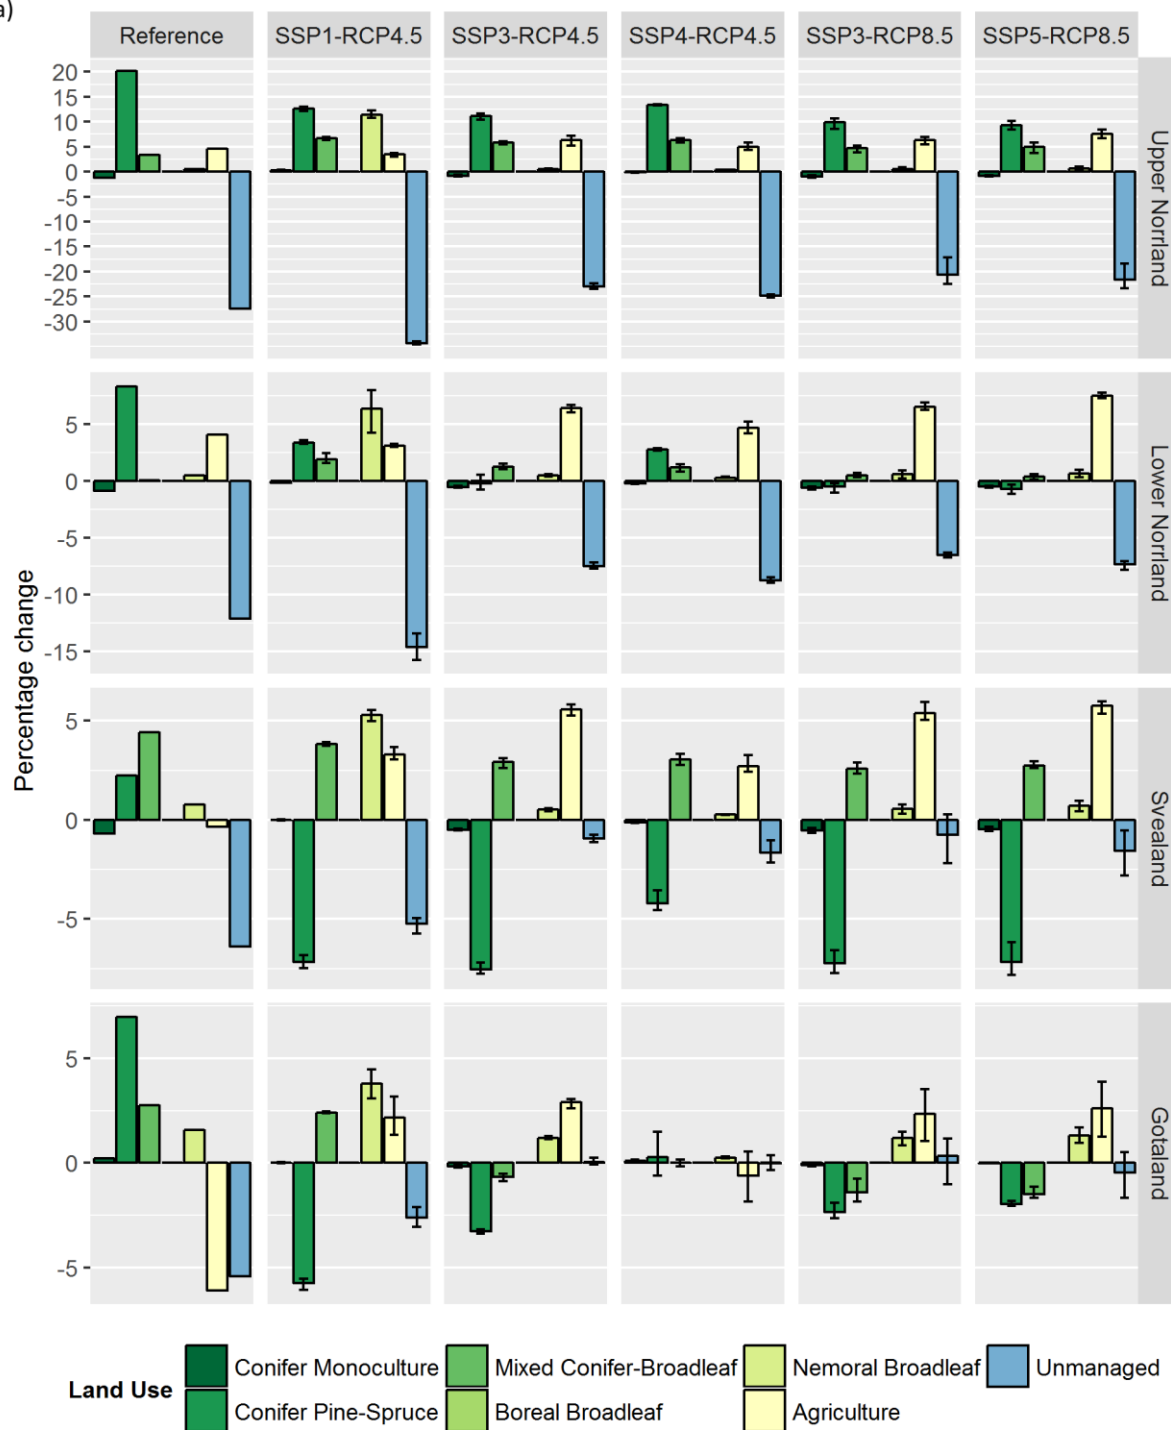 a)
Reference SSP1-RCP4.5 SSP3-RCP4.5 SSP4-RCP4.5 SSP3-RCP8.5 SSP5-RCP8.5
20
15
10
5
0
-5
-10
-15
-20
-25
-30
Upper Norrland
5
0
-5
-10
-15
Lower Norrland
Percentage change
5
0
-5
Svealand
5
0
-5
Gotaland
Land Use
Conifer Monoculture Mixed Conifer-Broadleaf Nemoral Broadleaf Unmanaged
Conifer Pine-Spruce Boreal Broadleaf Agriculture